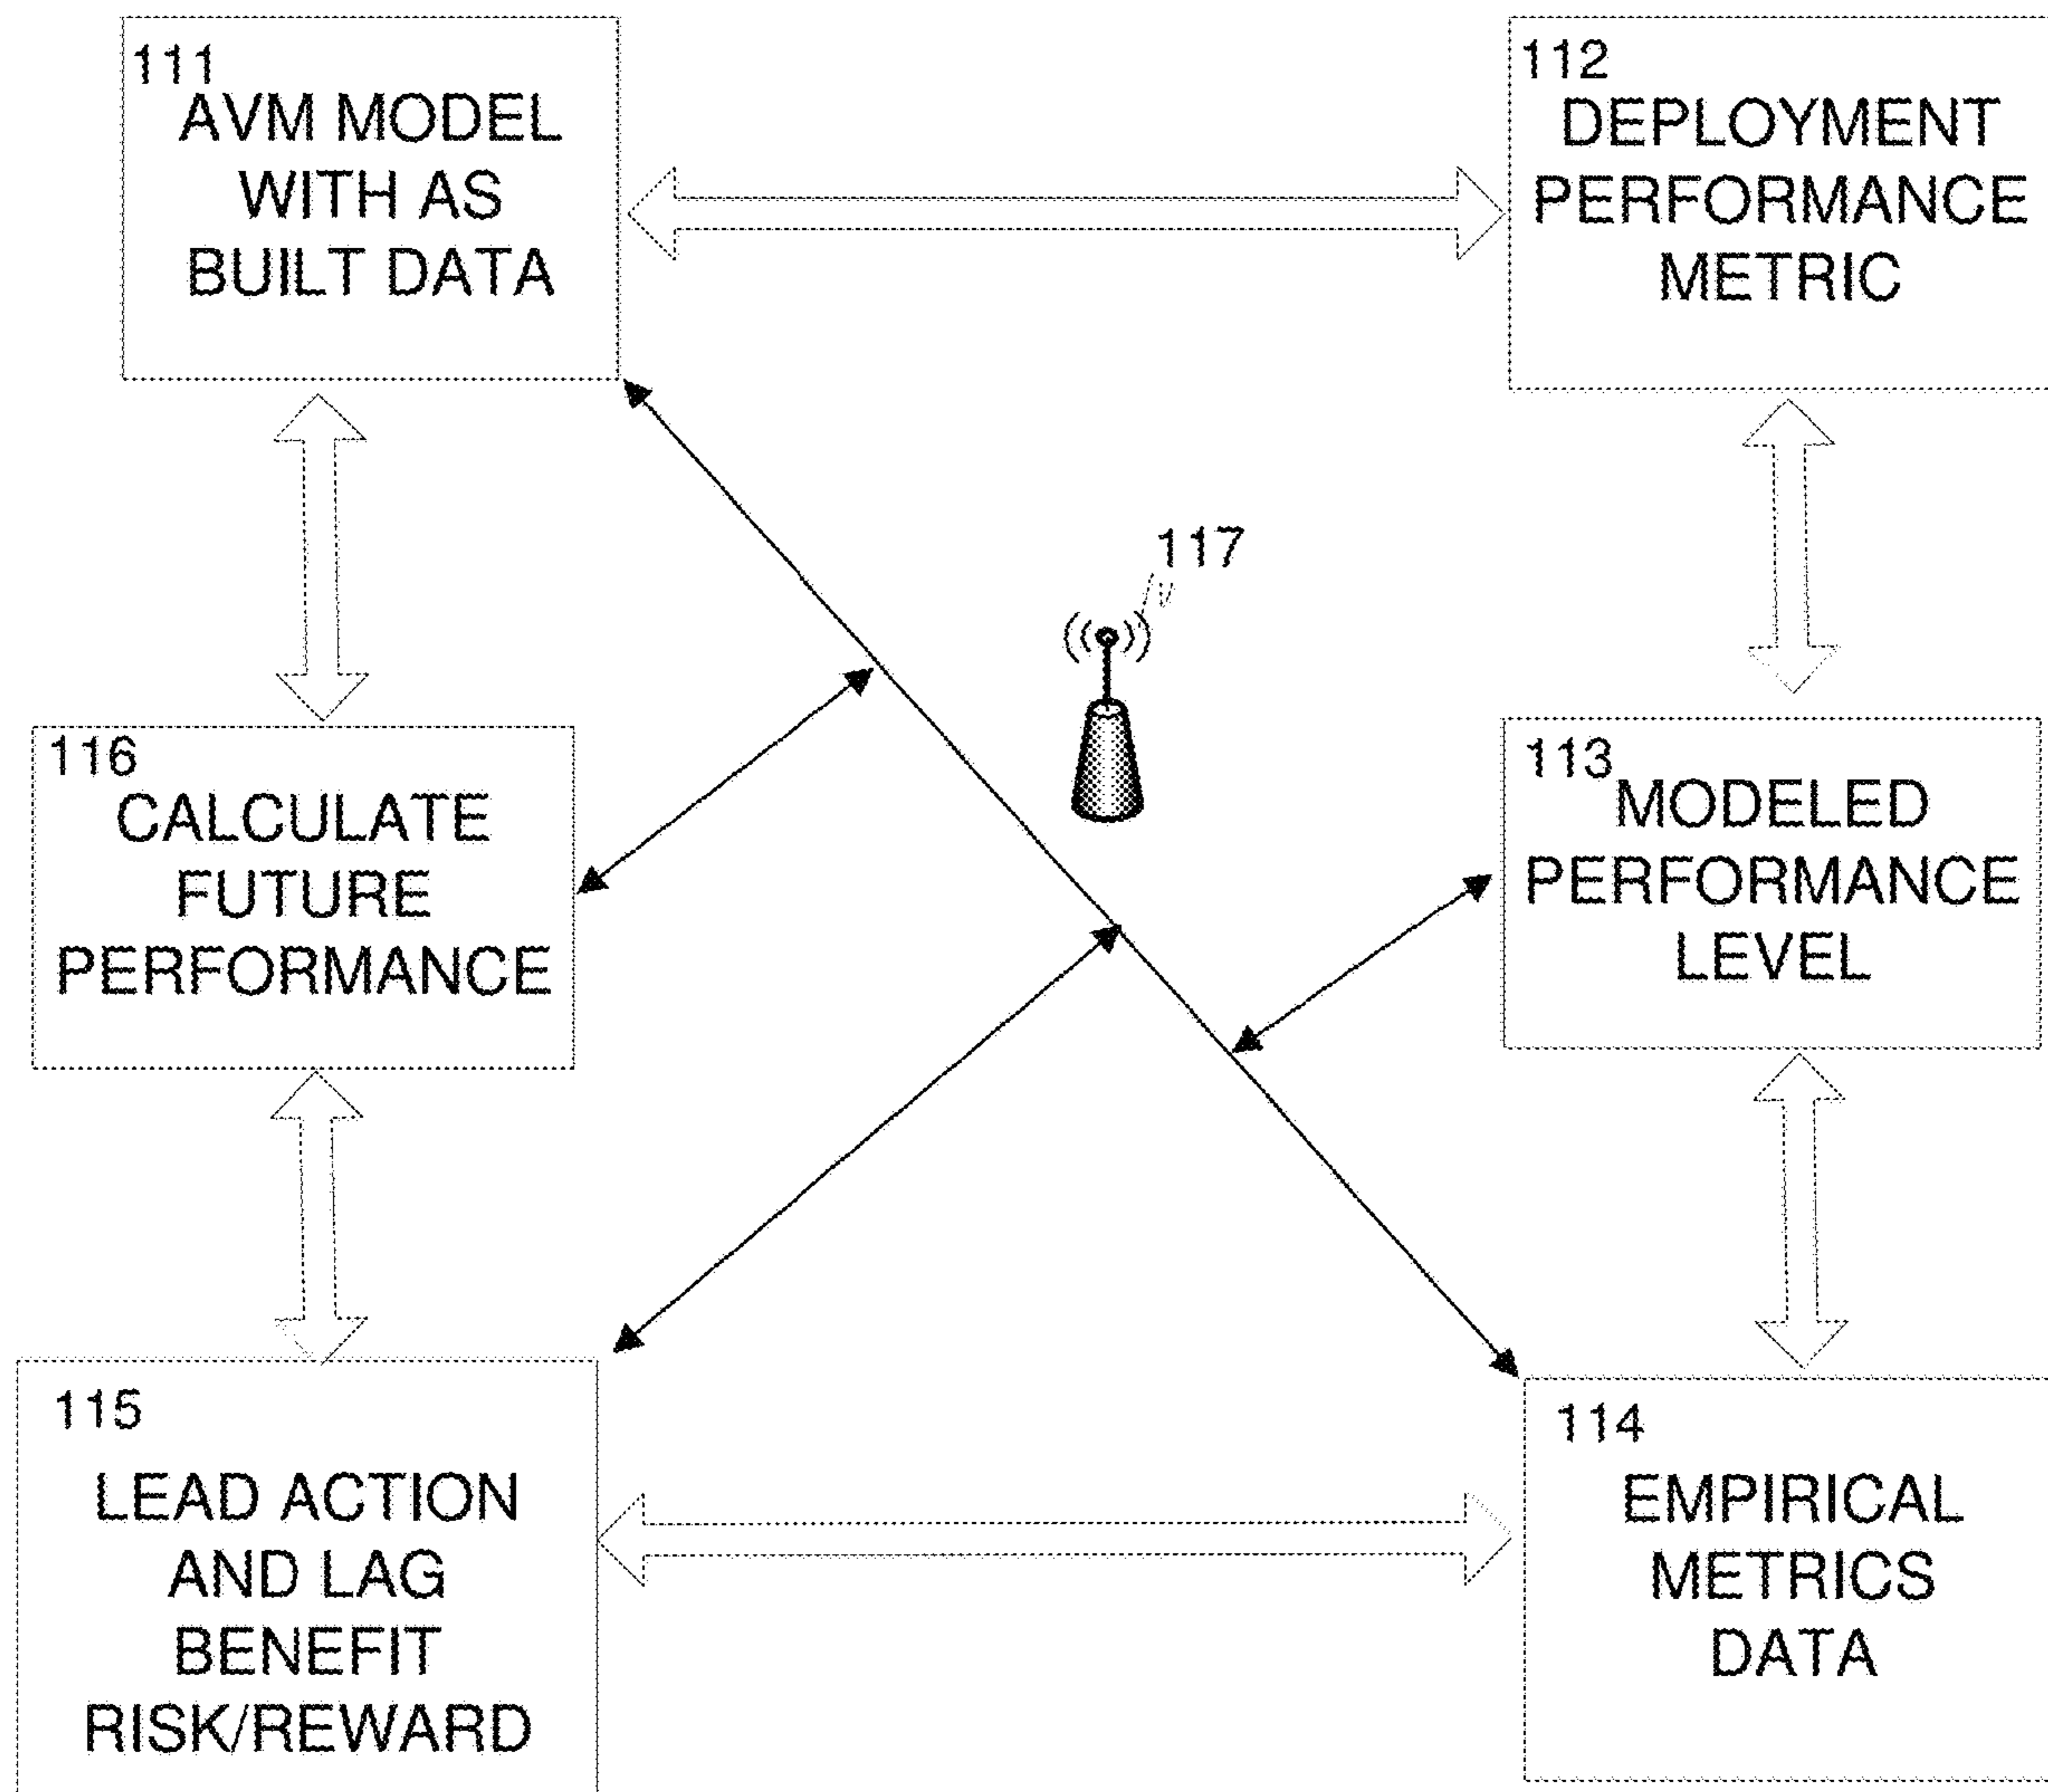 111
AVM MODEL
WITH AS
BUILT DATA
112
DEPLOYMENT
PERFORMANCE
METRIC
117
116
CALCULATE
FUTURE
PERFORMANCE
113
MODELED
PERFORMANCE
LEVEL
115
LEAD ACTION
AND LAG
BENEFIT
RISK/REWARD
114
EMPIRICAL
METRICS
DATA